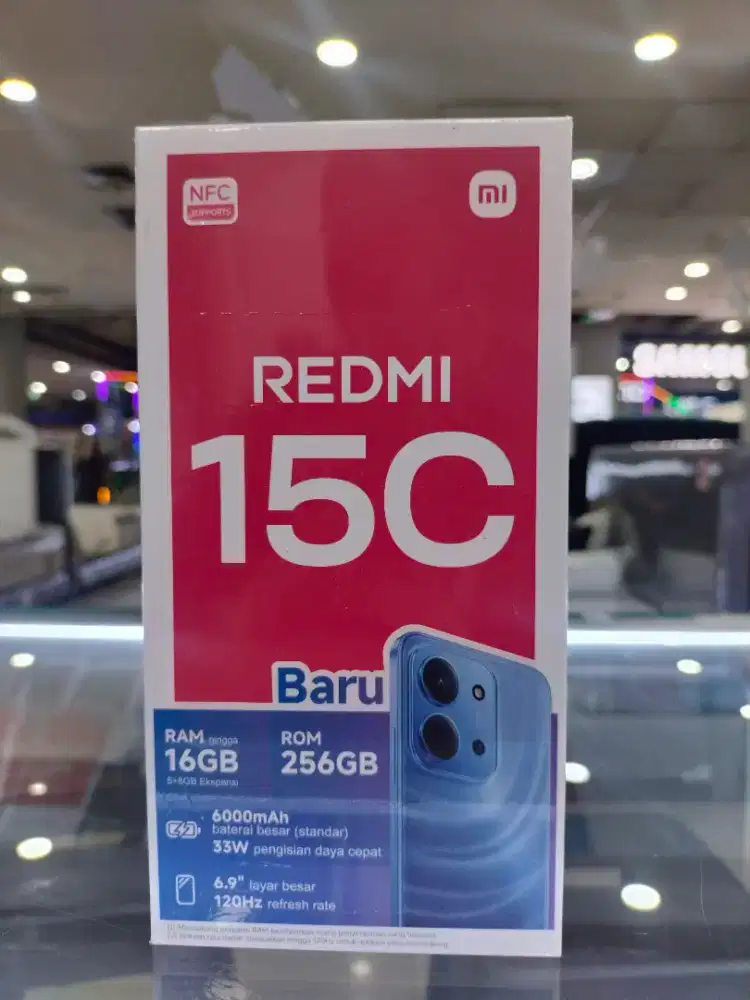 NFC
SUPPORTS
mi
REDMI
15C
Baru
RAM hingga
16GB
8+8GB Ekspansi
ROM
256GB
6000mAh
baterai besar (standar)
33W pengisian daya cepat
6.9" layar besar
120Hz refresh rate